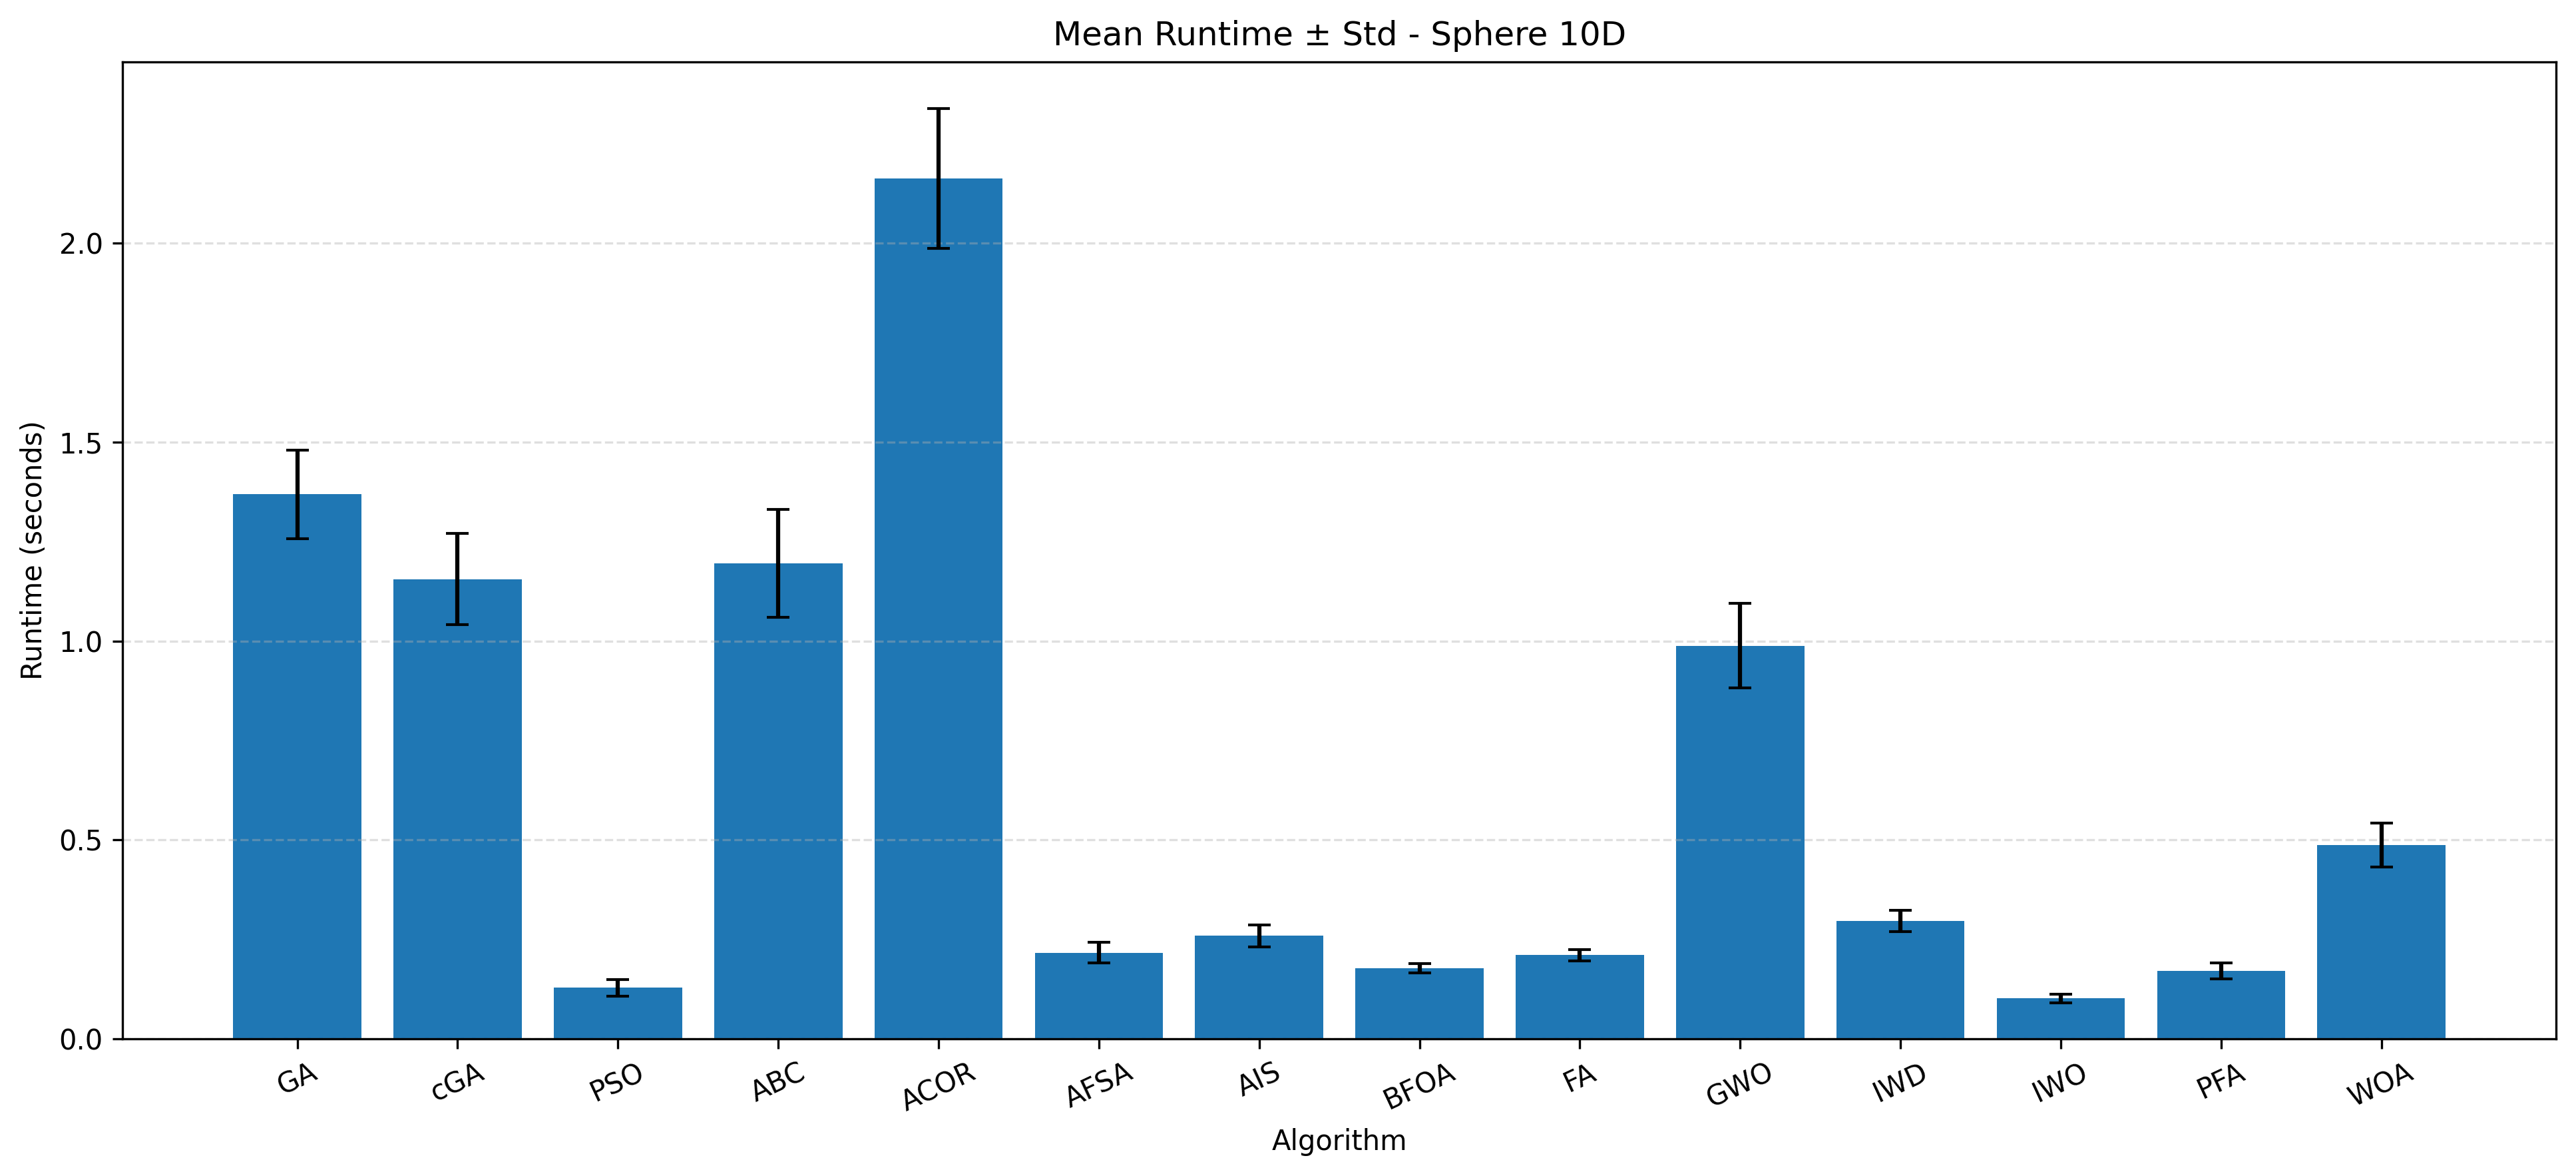 Mean Runtime ± Std - Sphere 10D
Runtime (seconds)
2.0
1.5
1.0
0.5
0.0
GA cGA PSO ABC ACOR AFSA AIS BFOA FA GWO IWD IWO PFA WOA
Algorithm